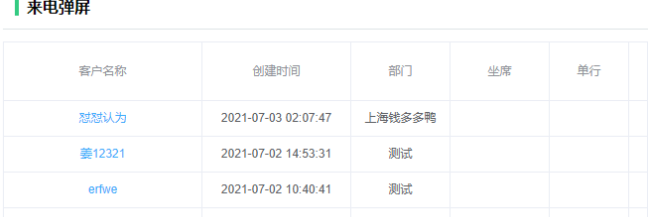 来电弹屏
客户名称 创建时间 部门 坐席 单行
怼怼认为 2021-07-03 02:07:47 上海钱多多鸭
萎12321 2021-07-02 14:53:31 测试
erfwe 2021-07-02 10:40:41 测试